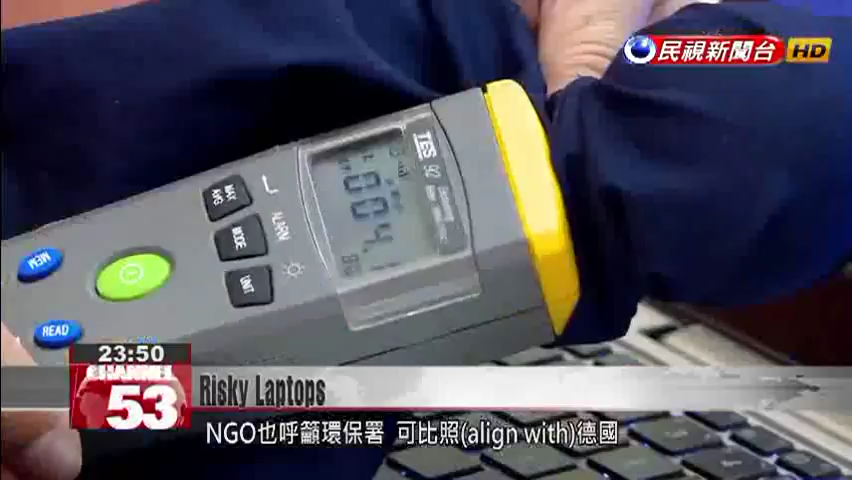 民視新聞台 HD
TES 92
MAX
AVG
ALARM
MODE
UNIT
MEM
READ
23:50
CHANNEL
53
Risky Laptops
NGO也呼籲環保署 可比照(align with)德國